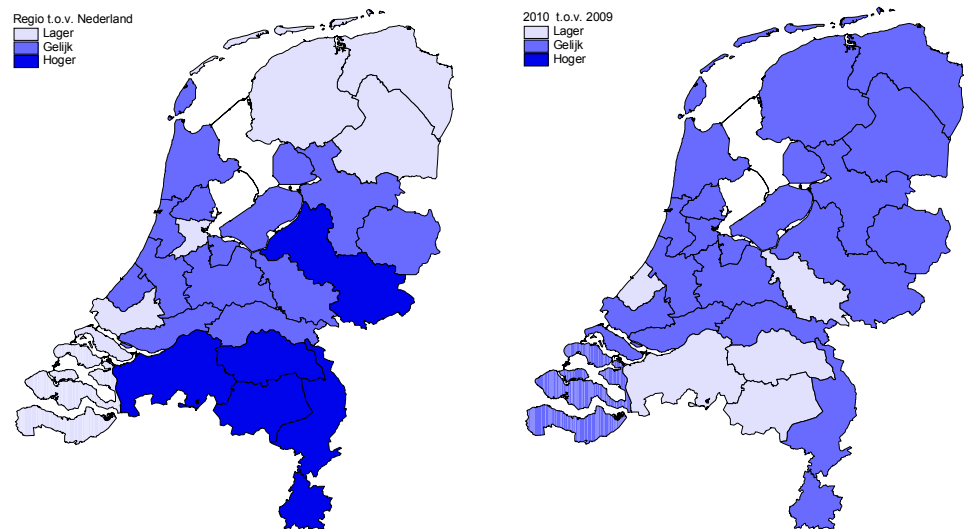 Regio t.o.v. Nederland
Lager
Gelijk
Hoger
2010 t.o.v. 2009
Lager
Gelijk
Hoger